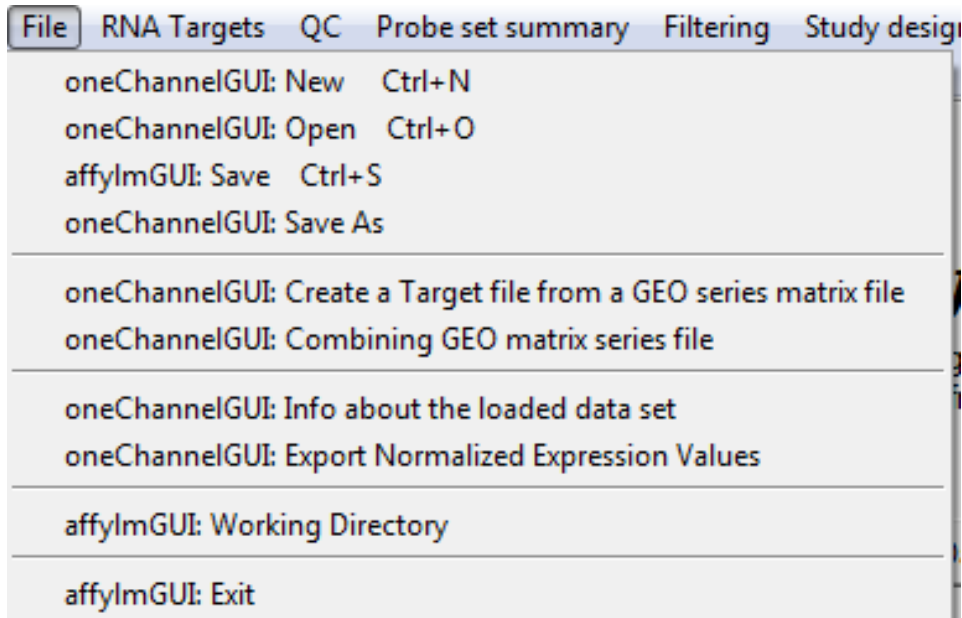 File RNA Targets QC Probe set summary Filtering Study
oneChannelGUI: New Ctrl+N
oneChannelGUI: Open Ctrl+O
affylmGUI: Save Ctrl+S
oneChannelGUI: Save As
oneChannelGUI: Create a Target file from a GEO series matrix file
oneChannelGUI: Combining GEO matrix series file
oneChannelGUI: Info about the loaded data set
oneChannelGUI: Export Normalized Expression Values
affylmGUI: Working Directory
affylmGUI: Exit